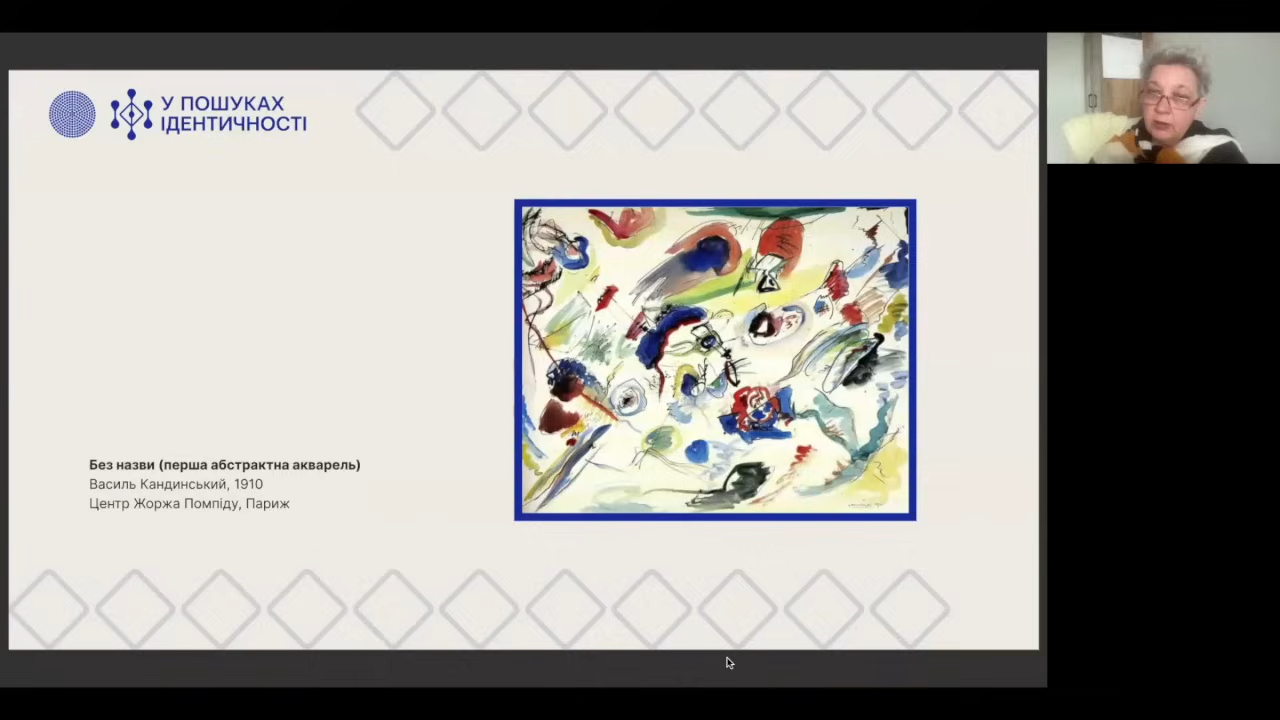 У ПОШУКАХ
ІДЕНТИЧНОСТІ
Без назви (перша абстрактна акварель)
Василь Кандинський, 1910
Центр Жоржа Помпіду, Париж